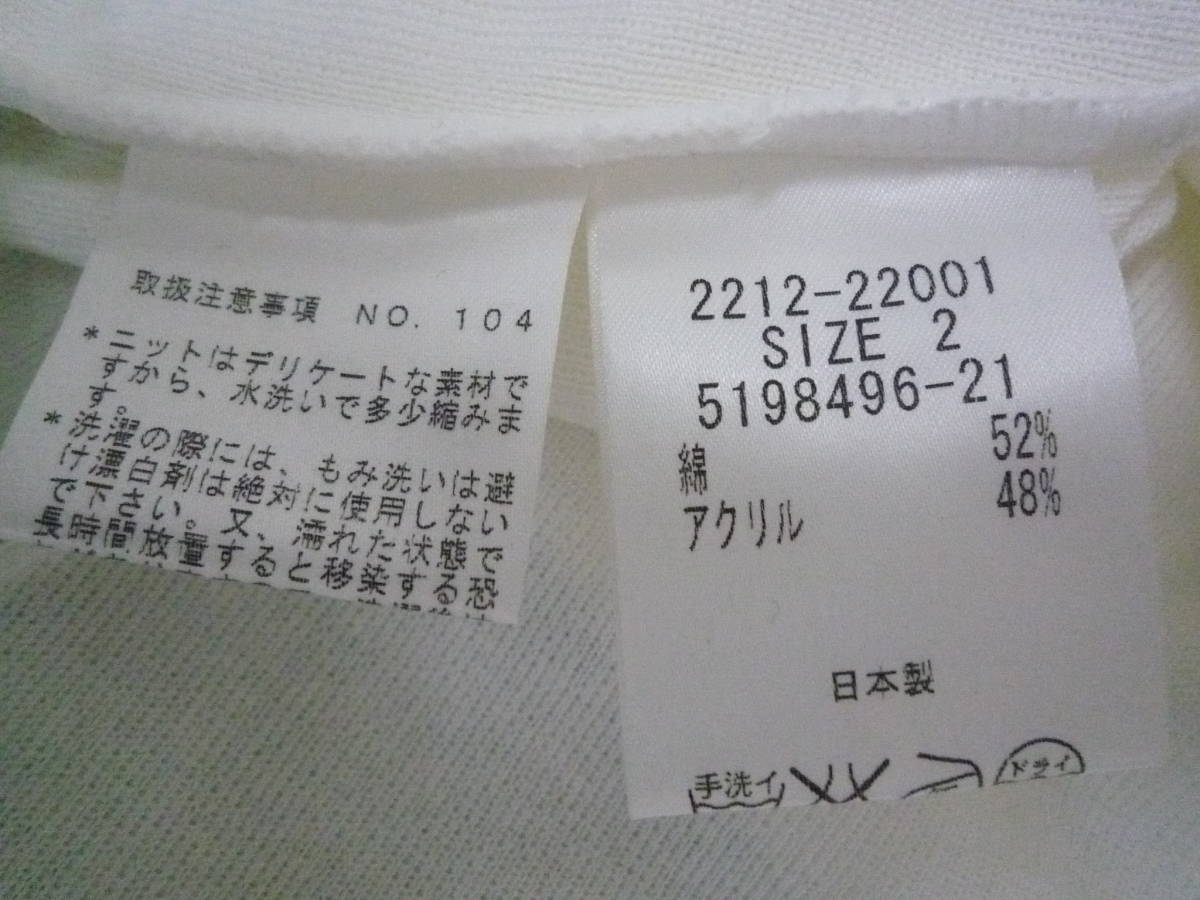 取扱注意事項 NO. 104
*ニットはデリケートな素材で
すから、水洗いで多少縮みま
す。
*洗濯の際には、もみ洗いは避
け漂白剤は絶対に使用しない
で下さい。又、濡れた状態で
長時間放置すると移染する恐
2212-22001
SIZE 2
5198496-21
綿 52%
アクリル 48%
日本製
手洗イ
ドライ